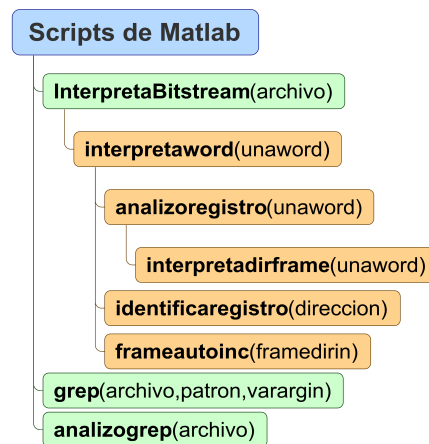 Scripts de Matlab
InterpretaBitstream(archivo)
interpretaword(unaword)
analizoregistro(unaword)
interpretadirframe(unaword)
identificaregistro(direccion)
frameautoinc(framedirin)
grep(archivo,patron,varargin)
analizogrep(archivo)